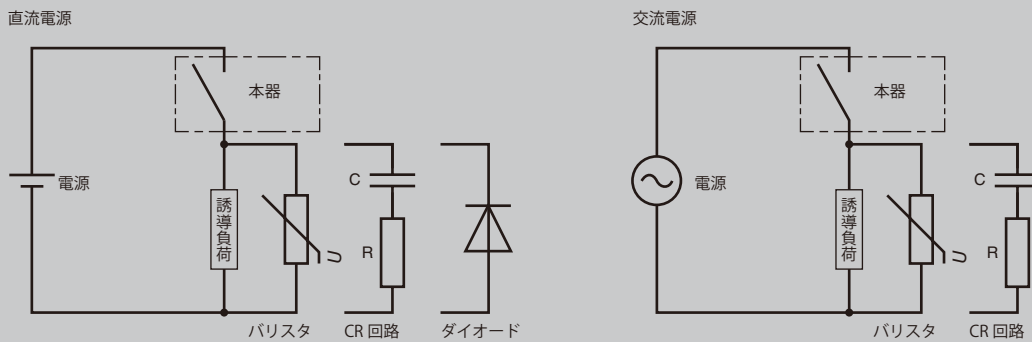 直流電源
本器
電源
誘導負荷
U
C
R
バリスタ
CR 回路
ダイオード
交流電源
本器
電源
誘導負荷
U
C
R
バリスタ
CR 回路